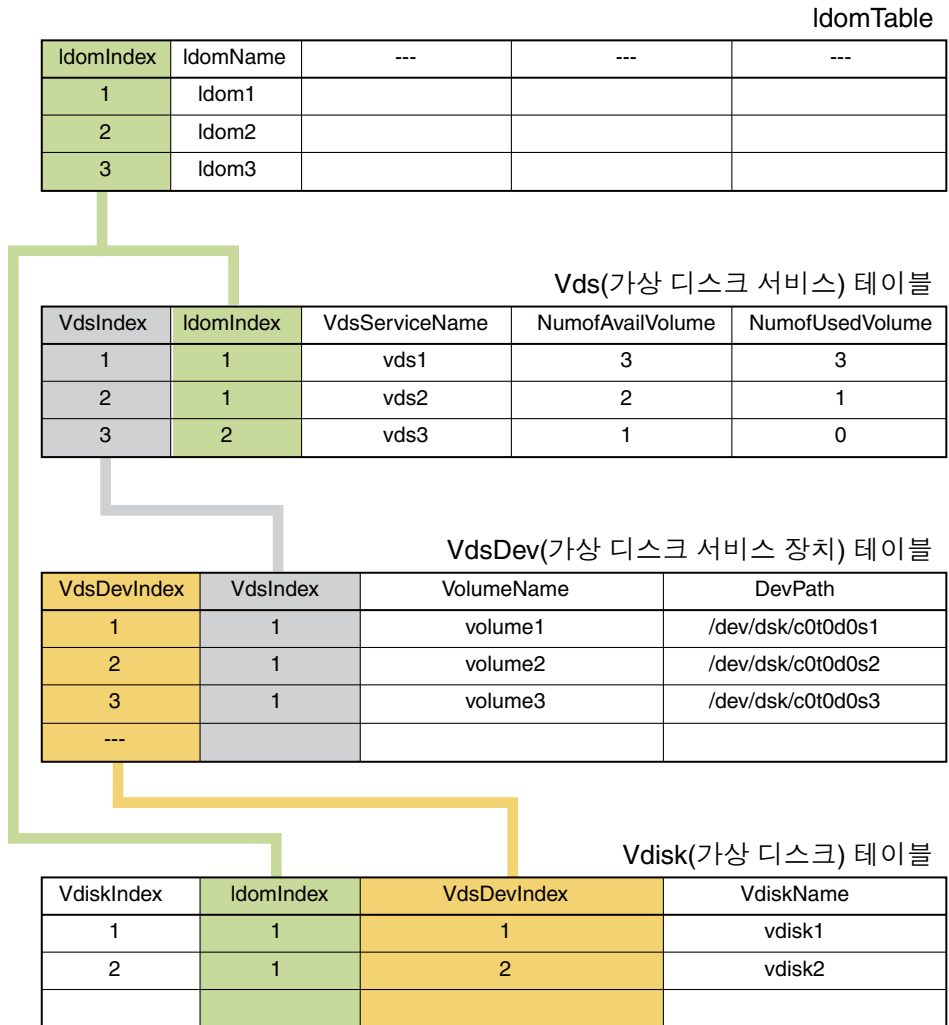 ldomTable
ldomIndex ldomName --- --- ---
1 ldom1
2 ldom2
3 ldom3
Vds(가상 디스크 서비스) 테이블
VdsIndex ldomIndex VdsServiceName NumofAvailVolume NumofUsedVolume
1 1 vds1 3 3
2 1 vds2 2 1
3 2 vds3 1 0
VdsDev(가상 디스크 서비스 장치) 테이블
VdsDevIndex VdsIndex VolumeName DevPath
1 1 volume1 /dev/dsk/c0t0d0s1
2 1 volume2 /dev/dsk/c0t0d0s2
3 1 volume3 /dev/dsk/c0t0d0s3
---
Vdisk(가상 디스크) 테이블
VdiskIndex ldomIndex VdsDevIndex VdiskName
1 1 1 vdisk1
2 1 2 vdisk2